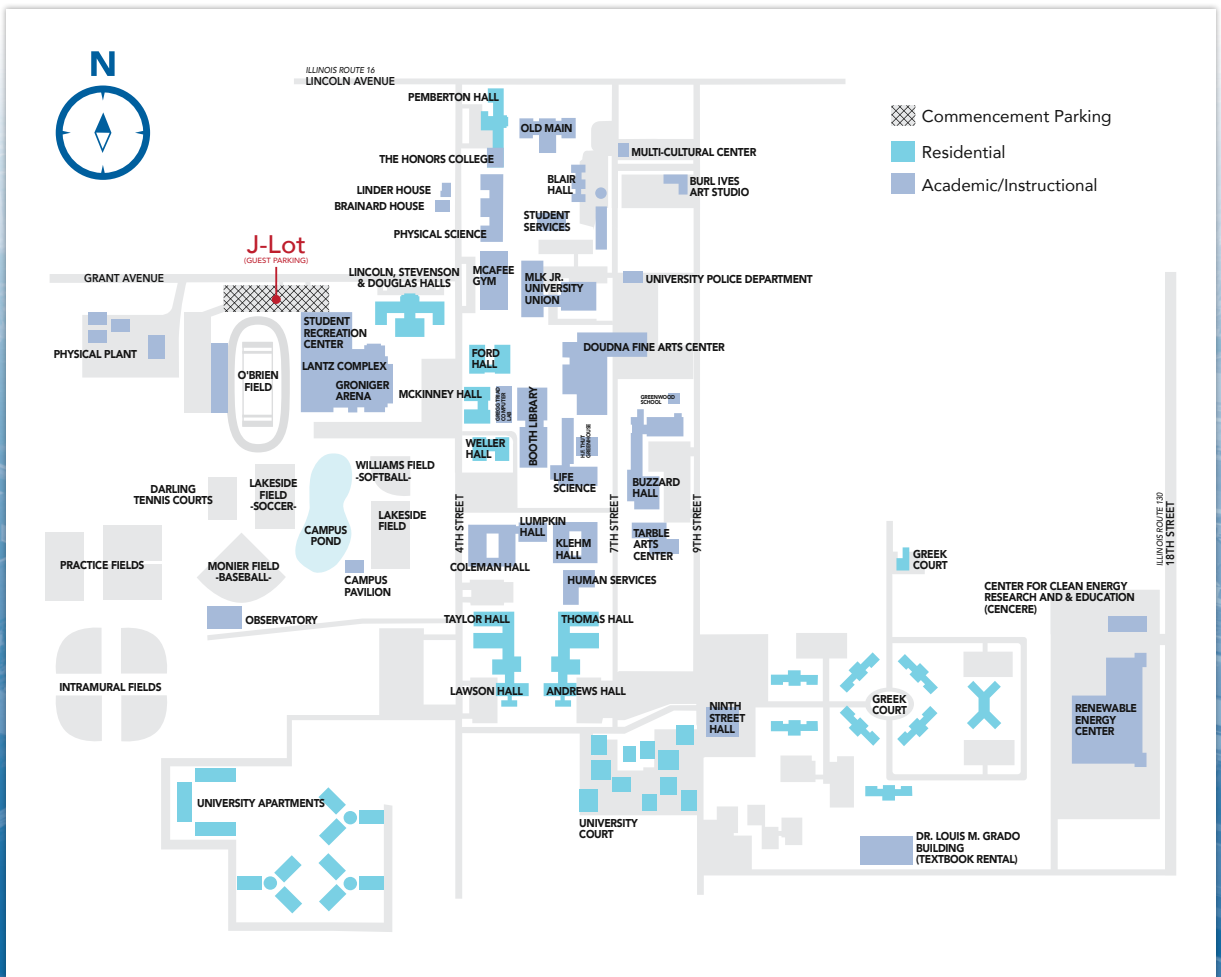 N
ILLINOIS ROUTE 16
LINCOLN AVENUE
PEMBERTON HALL
OLD MAIN
Commencement Parking
Residential
Academic/Instructional
THE HONORS COLLEGE
MULTI-CULTURAL CENTER
LINDER HOUSE
BRAINARD HOUSE
BLAIR
HALL
BURL IVES
ART STUDIO
STUDENT
SERVICES
PHYSICAL SCIENCE
J-Lot
(GUEST PARKING)
GRANT AVENUE
LINCOLN, STEVENSON
& DOUGLAS HALLS
MCAFEE
GYM
MLK JR.
UNIVERSITY
UNION
UNIVERSITY POLICE DEPARTMENT
STUDENT
RECREATION
CENTER
PHYSICAL PLANT
O'BRIEN
FIELD
LANTZ COMPLEX
GRONIGER
ARENA
FORD
HALL
DOUDNA FINE ARTS CENTER
MCKINNEY HALL
GREGG TRIAD
COMPUTER
LAB
BOOTH LIBRARY
GREENWOOD
SCHOOL
H.F. THUT
GREENHOUSE
WELLER
HALL
WILLIAMS FIELD
-SOFTBALL-
LIFE
SCIENCE
BUZZARD
HALL
DARLING
TENNIS COURTS
LAKESIDE
FIELD
-SOCCER-
CAMPUS
POND
LAKESIDE
FIELD
4TH STREET
7TH STREET
9TH STREET
ILLINOIS ROUTE 130
18TH STREET
LUMPKIN
HALL
KLEHM
HALL
TARBLE
ARTS
CENTER
COLEMAN HALL
PRACTICE FIELDS
MONIER FIELD
-BASEBALL-
CAMPUS
PAVILION
HUMAN SERVICES
GREEK
COURT
CENTER FOR CLEAN ENERGY
RESEARCH AND & EDUCATION
(CENCERE)
OBSERVATORY
TAYLOR HALL
THOMAS HALL
INTRAMURAL FIELDS
LAWSON HALL
ANDREWS HALL
NINTH
STREET
HALL
GREEK
COURT
RENEWABLE
ENERGY
CENTER
UNIVERSITY APARTMENTS
UNIVERSITY
COURT
DR. LOUIS M. GRADO
BUILDING
(TEXTBOOK RENTAL)